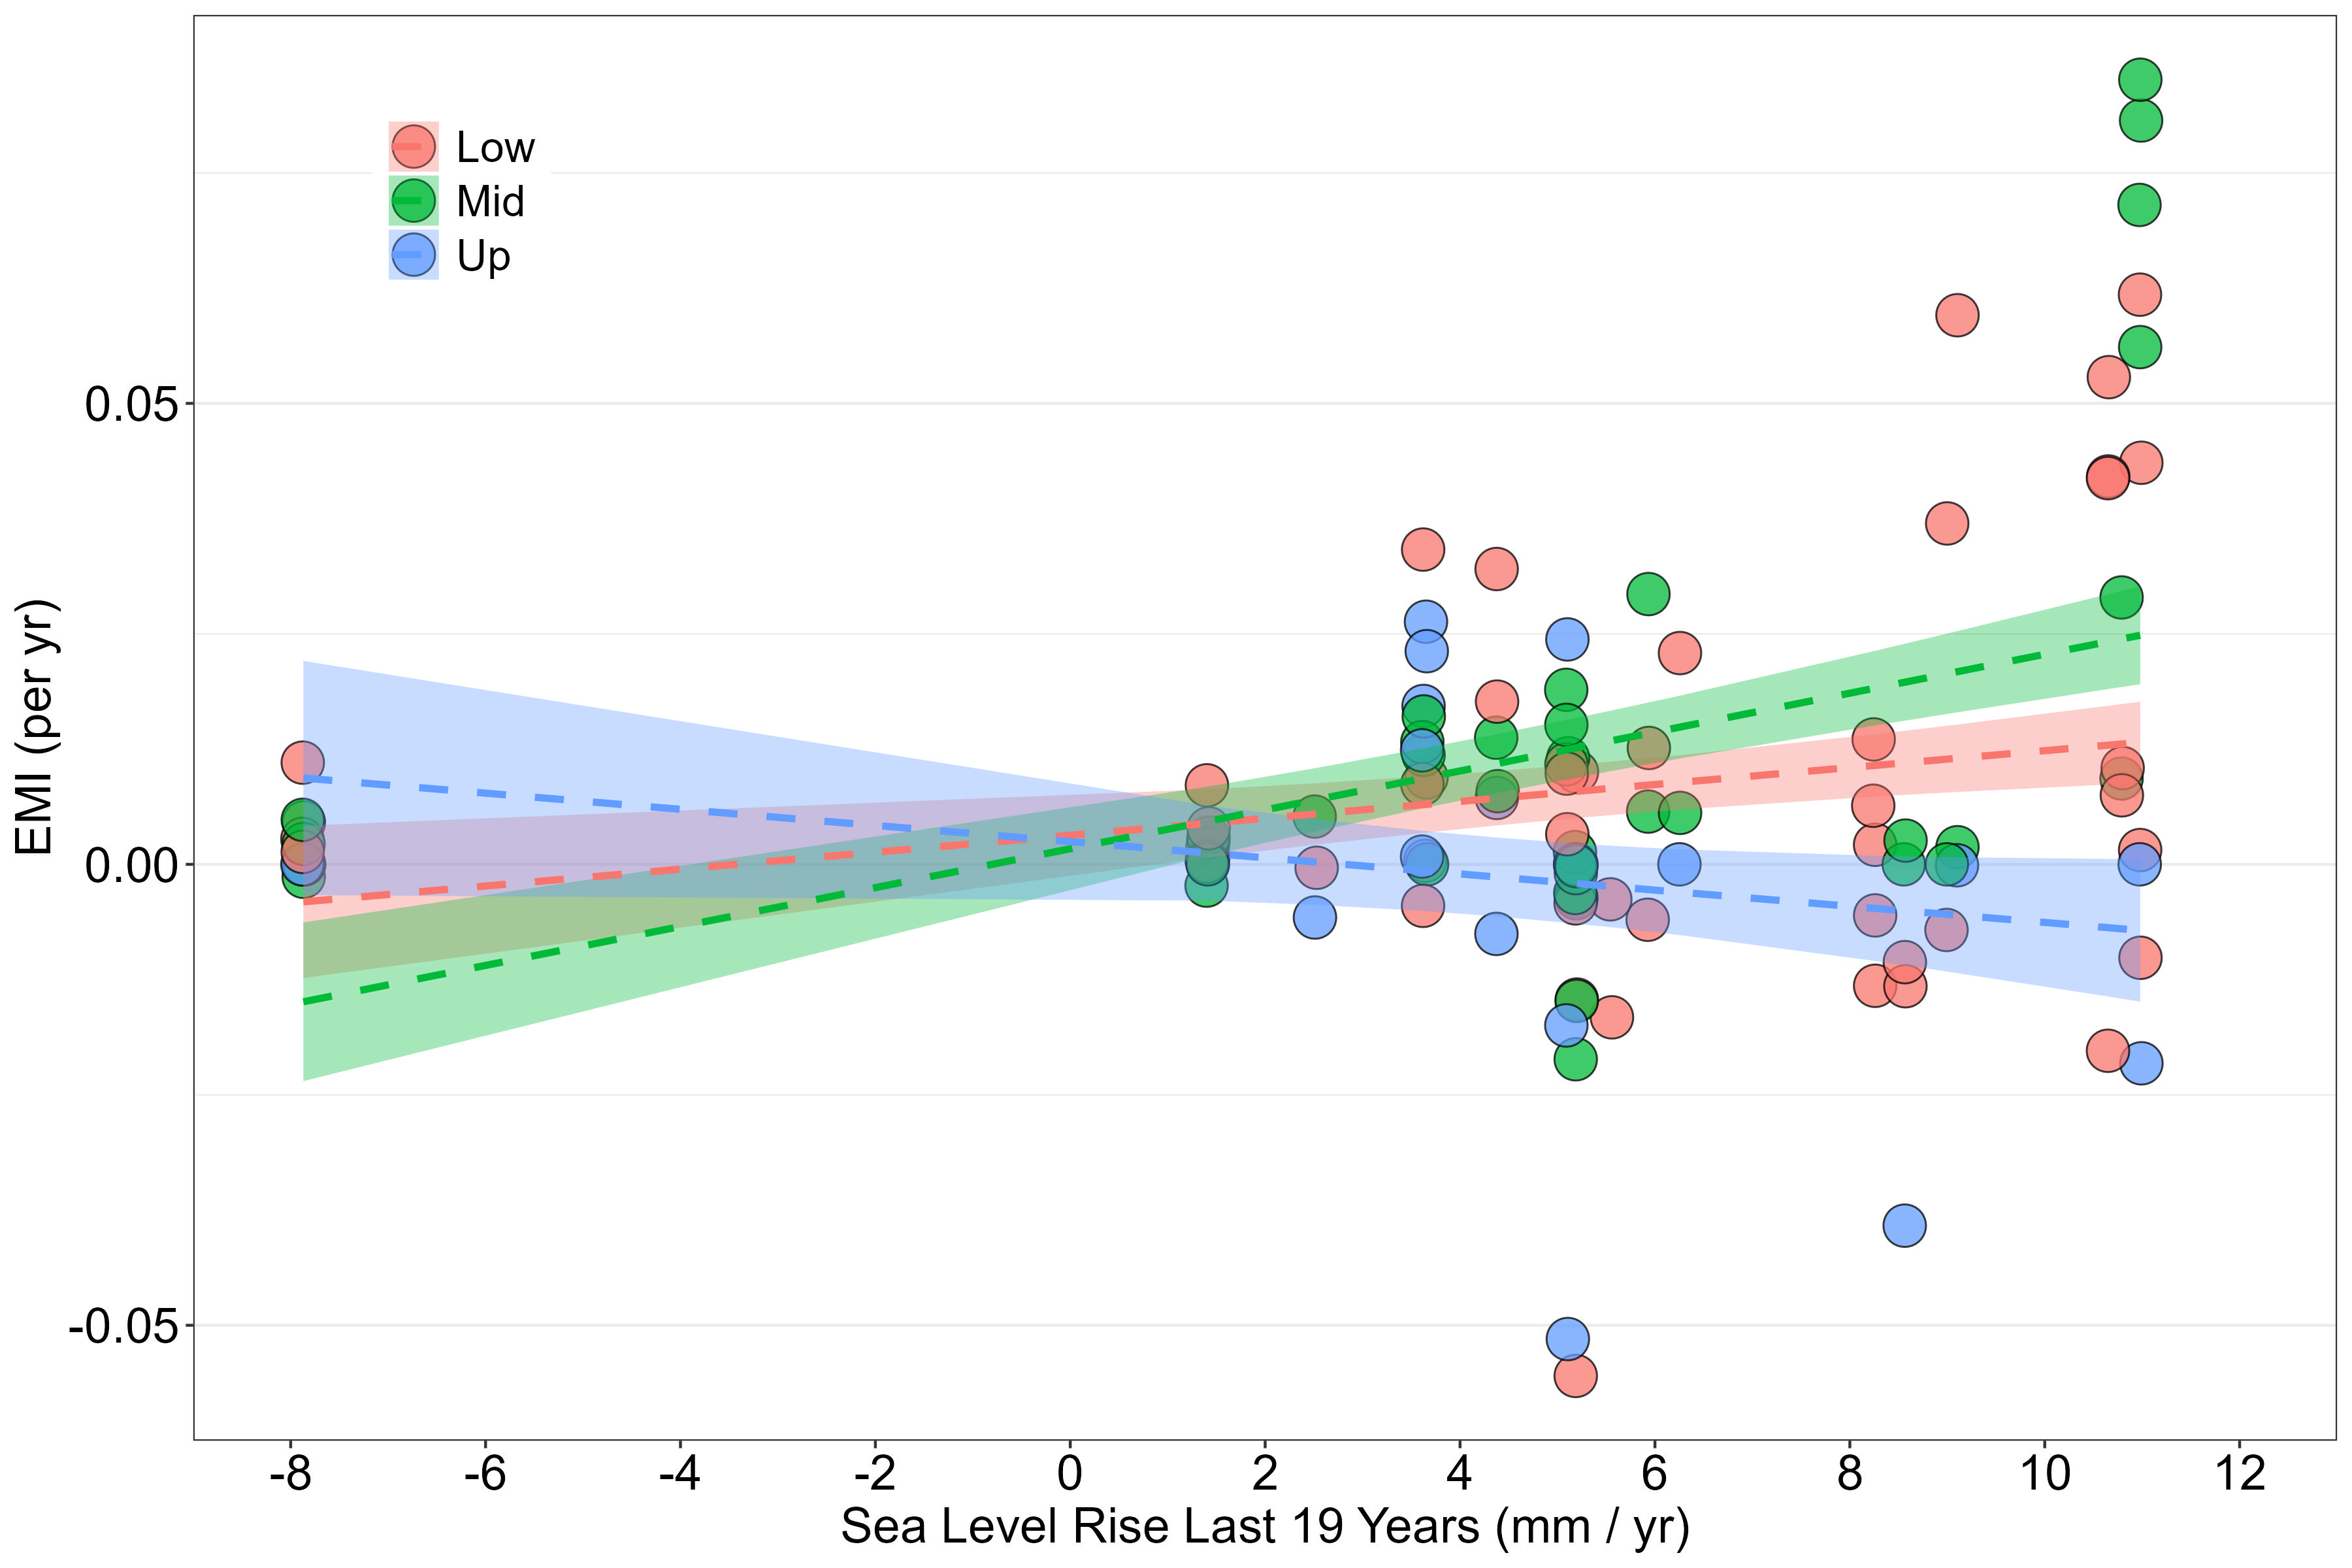 Low
Mid
Up
EMI (per yr)
0.05
0.00
-0.05
-8 -6 -4 -2 0 2 4 6 8 10 12
Sea Level Rise Last 19 Years (mm / yr)